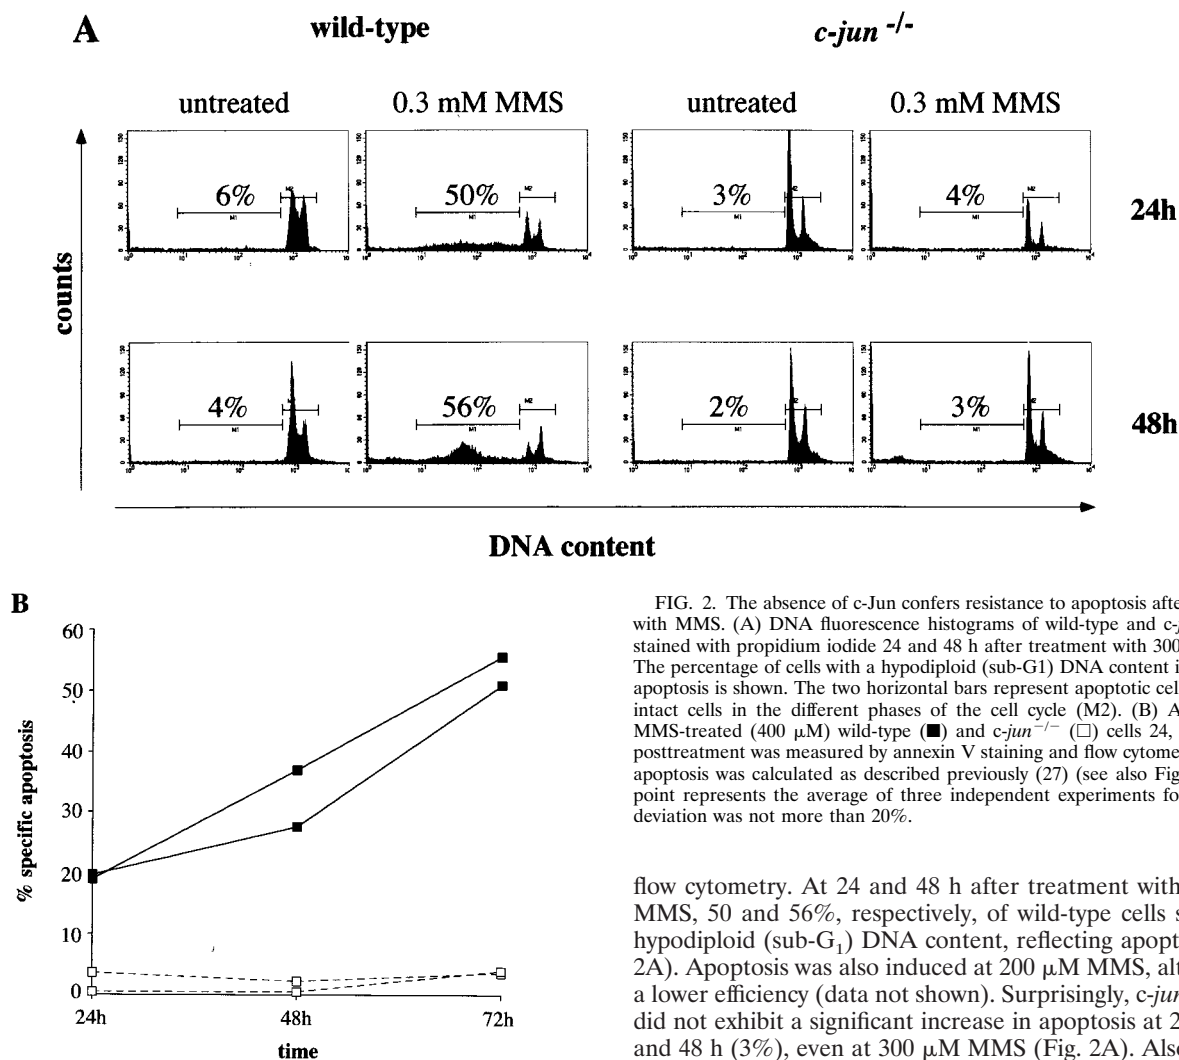 A
wild-type
c-jun -/-
untreated
0.3 mM MMS
untreated
0.3 mM MMS
6%
50%
3%
4%
24h
M1
M2
counts
4%
56%
2%
3%
48h
DNA content
B
60
50
40
30
20
10
0
24h
48h
72h
% specific apoptosis
time
FIG. 2. The absence of c-Jun confers resistance to apoptosis afte
with MMS. (A) DNA fluorescence histograms of wild-type and c-j
stained with propidium iodide 24 and 48 h after treatment with 300
The percentage of cells with a hypodiploid (sub-G1) DNA content i
apoptosis is shown. The two horizontal bars represent apoptotic cel
intact cells in the different phases of the cell cycle (M2). (B) A
MMS-treated (400 μM) wild-type (■) and c-jun−/− (□) cells 24,
posttreatment was measured by annexin V staining and flow cytome
apoptosis was calculated as described previously (27) (see also Fig
point represents the average of three independent experiments fo
deviation was not more than 20%.
flow cytometry. At 24 and 48 h after treatment with
MMS, 50 and 56%, respectively, of wild-type cells s
hypodiploid (sub-G1) DNA content, reflecting apopt
2A). Apoptosis was also induced at 200 μM MMS, alt
a lower efficiency (data not shown). Surprisingly, c-jun
did not exhibit a significant increase in apoptosis at 2
and 48 h (3%), even at 300 μM MMS (Fig. 2A). Also